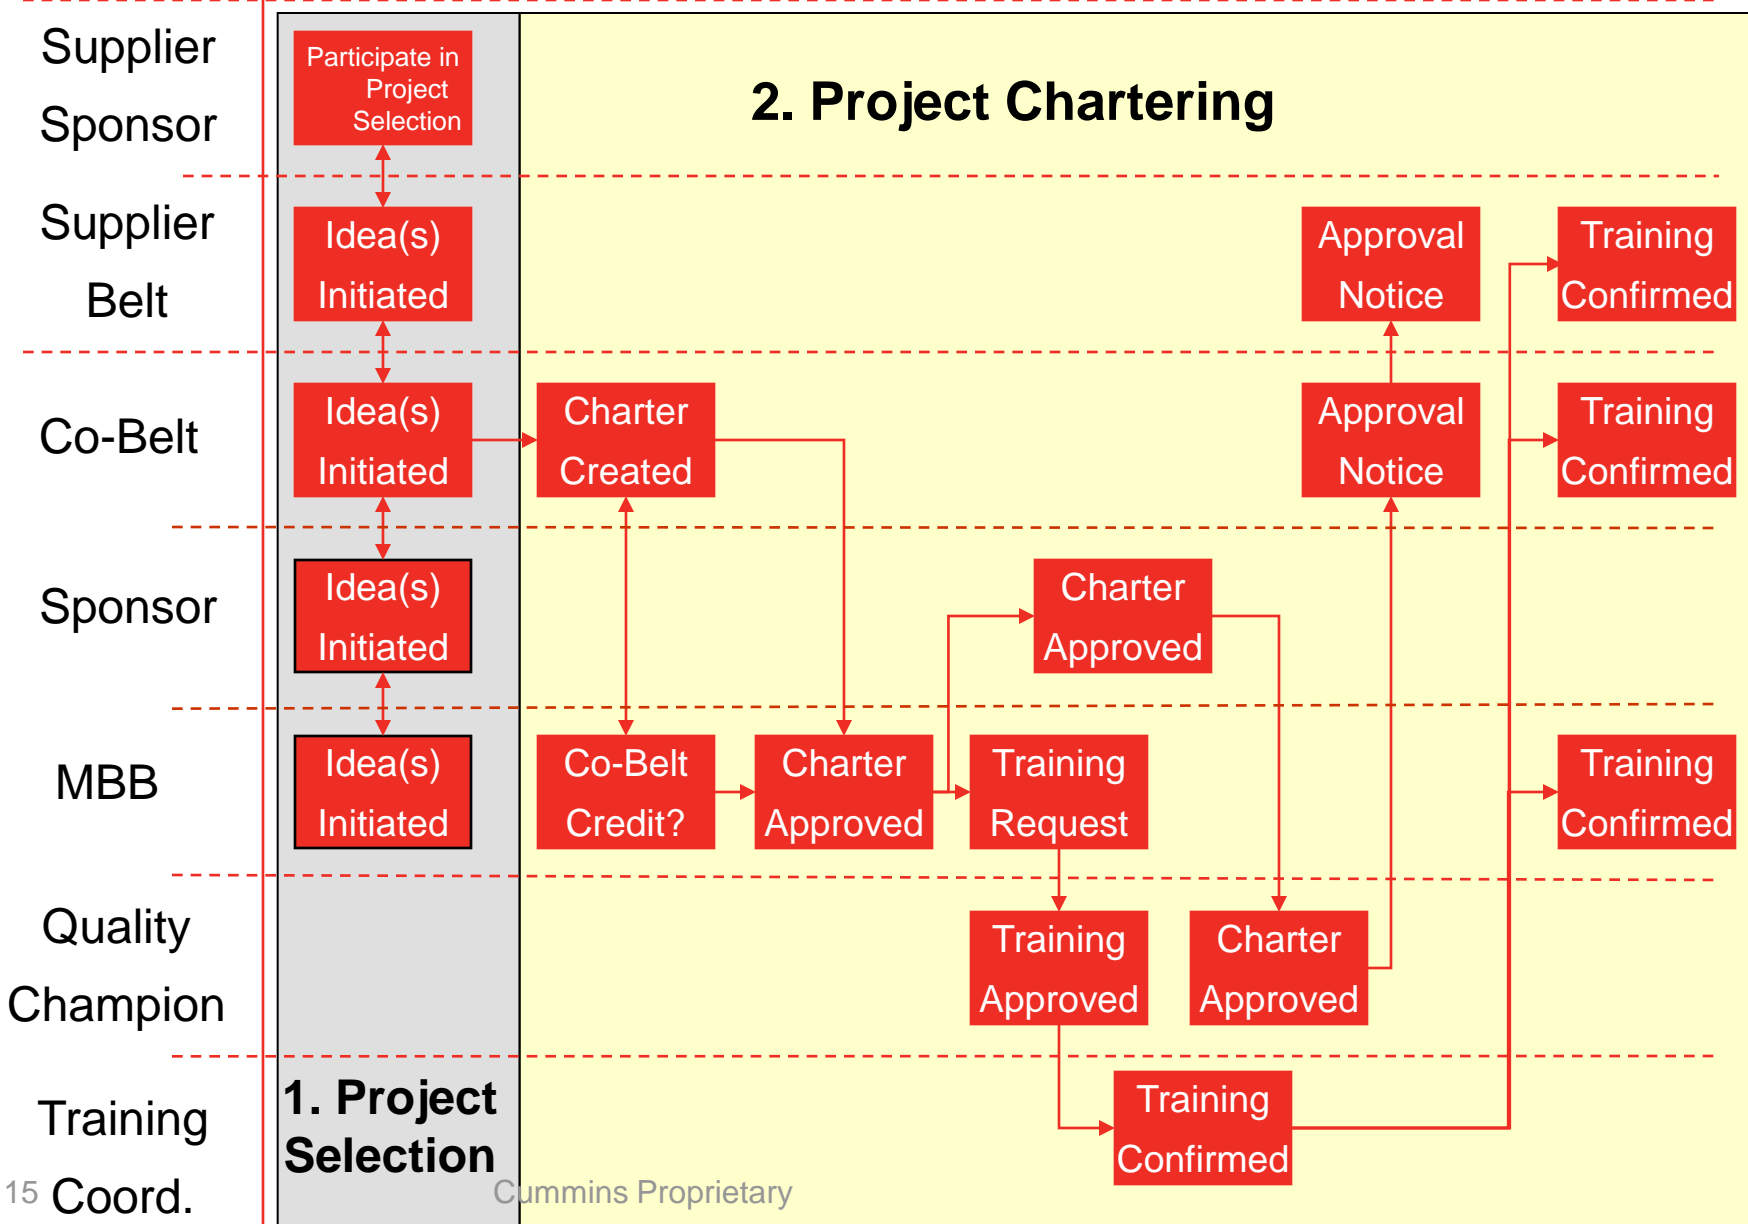 Supplier
Sponsor
Participate in
Project
Selection
2. Project Chartering
Supplier
Belt
Idea(s)
Initiated
Approval
Notice
Training
Confirmed
Co-Belt
Idea(s)
Initiated
Charter
Created
Approval
Notice
Training
Confirmed
Sponsor
Idea(s)
Initiated
Charter
Approved
MBB
Idea(s)
Initiated
Co-Belt
Credit?
Charter
Approved
Training
Request
Training
Confirmed
Quality
Champion
Training
Approved
Charter
Approved
Training
Coord.
1. Project
Selection
Training
Confirmed
15
Cummins Proprietary